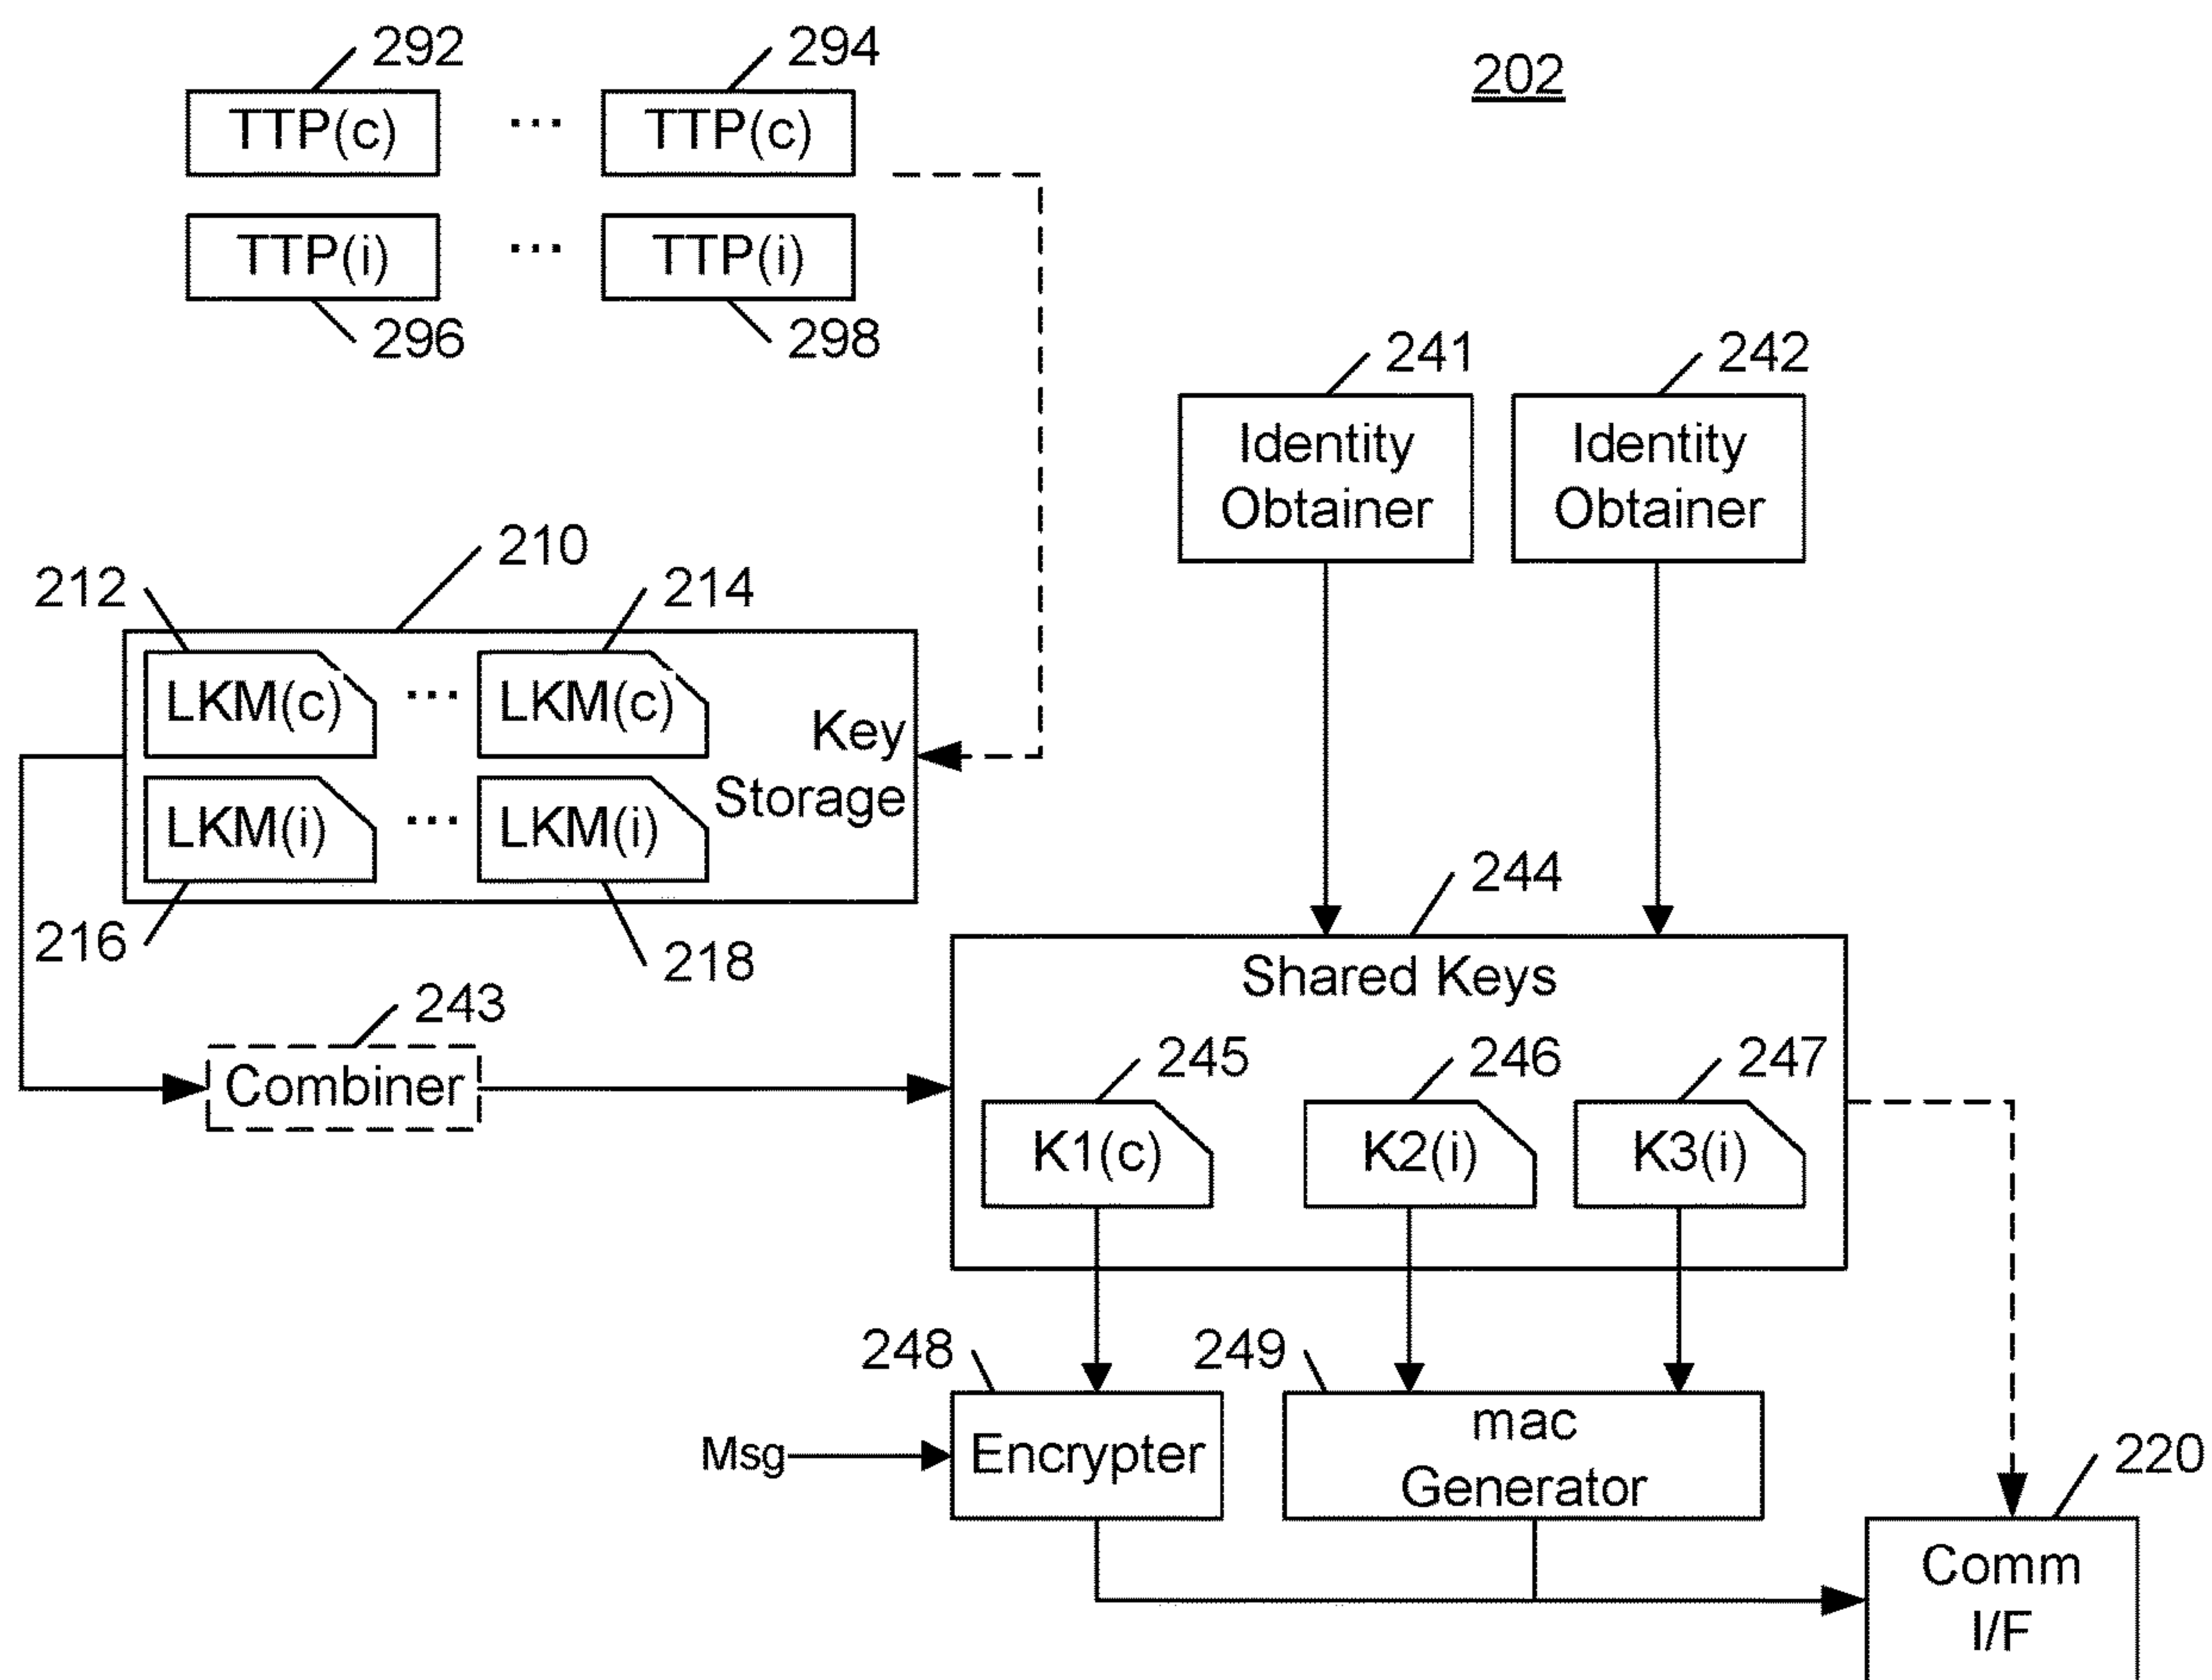 292
294
202
TTP(c)
...
TTP(c)
TTP(i)
...
TTP(i)
296
298
241
242
Identity
Obtainer
Identity
Obtainer
210
212
214
LKM(c)
...
LKM(c)
Key
Storage
LKM(i)
...
LKM(i)
216
218
244
243
Shared Keys
Combiner
245
246
247
K1(c)
K2(i)
K3(i)
248
249
Msg
Encrypter
mac
Generator
220
Comm
I/F